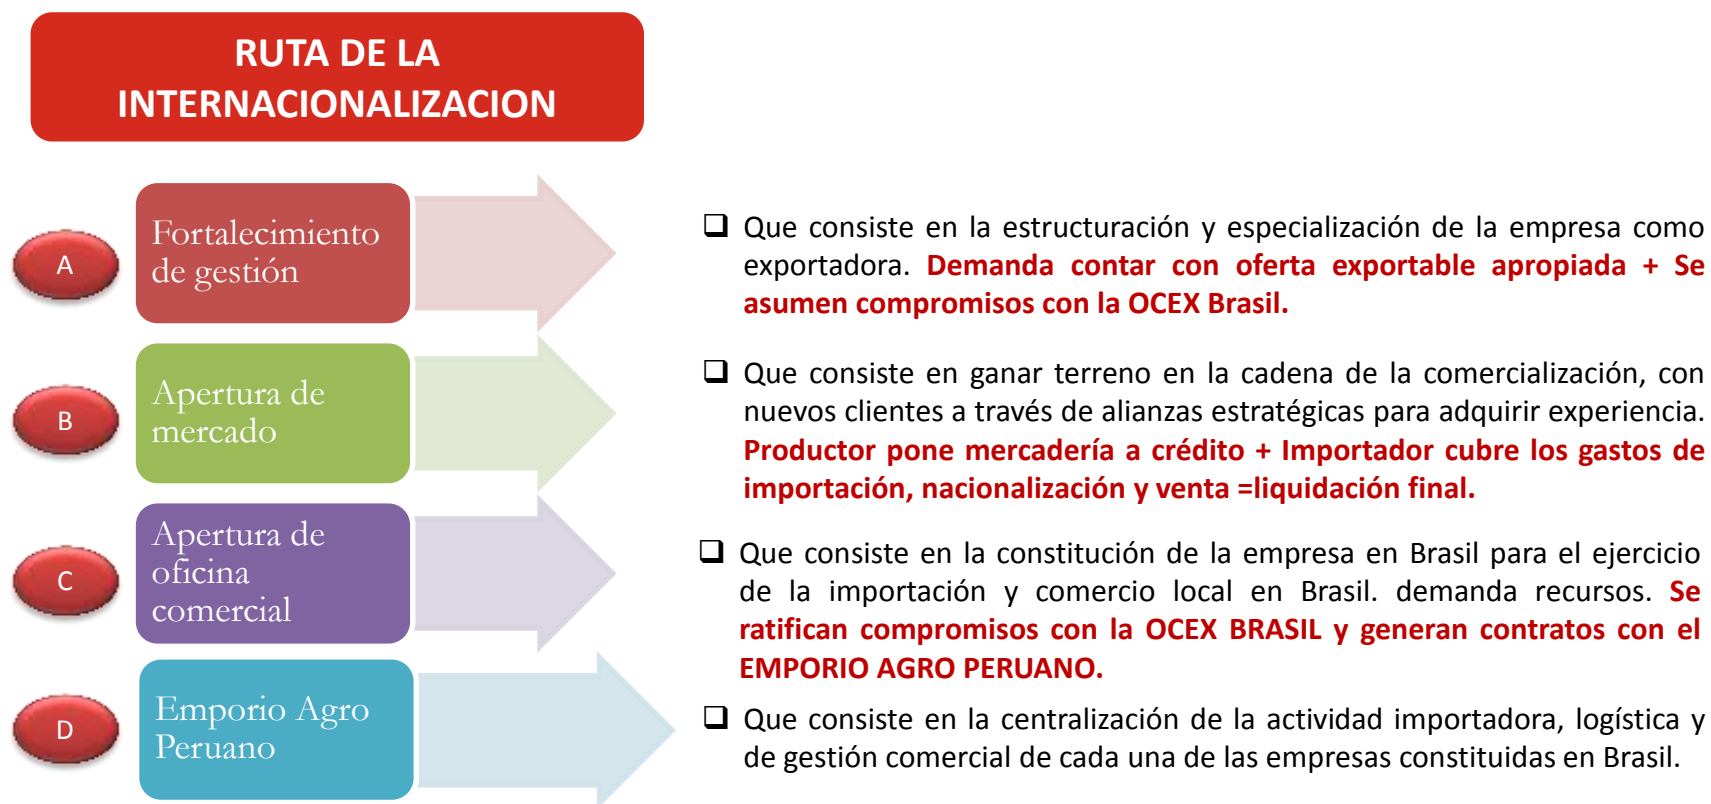 RUTA DE LA
INTERNACIONALIZACION
A
Fortalecimiento
de gestión
Que consiste en la estructuración y especialización de la empresa como
exportadora. Demanda contar con oferta exportable apropiada + Se
asumen compromisos con la OCEX Brasil.
B
Apertura de
mercado
Que consiste en ganar terreno en la cadena de la comercialización, con
nuevos clientes a través de alianzas estratégicas para adquirir experiencia.
Productor pone mercadería a crédito + Importador cubre los gastos de
importación, nacionalización y venta =liquidación final.
C
Apertura de
oficina
comercial
Que consiste en la constitución de la empresa en Brasil para el ejercicio
de la importación y comercio local en Brasil. demanda recursos. Se
ratifican compromisos con la OCEX BRASIL y generan contratos con el
EMPORIO AGRO PERUANO.
D
Emporio Agro
Peruano
Que consiste en la centralización de la actividad importadora, logística y
de gestión comercial de cada una de las empresas constituidas en Brasil.